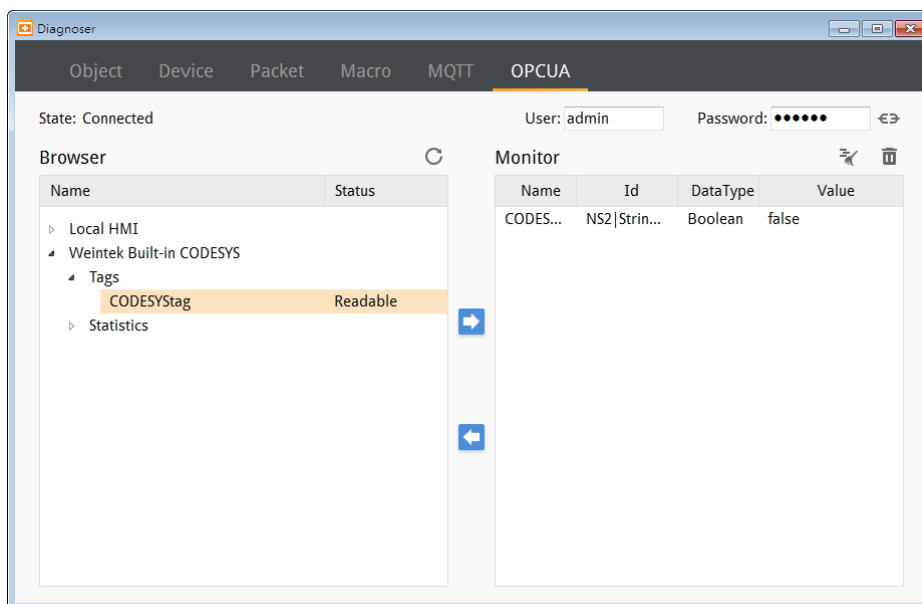 Diagnoser
Object Device Packet Macro MQTT OPCUA
State: Connected User: admin Password: ●●●●●●
Browser Monitor
Name Status Name Id DataType Value
CODES... NS2|Strin... Boolean false
Local HMI
Weintek Built-in CODESYS
Tags
CODESYStag Readable
Statistics